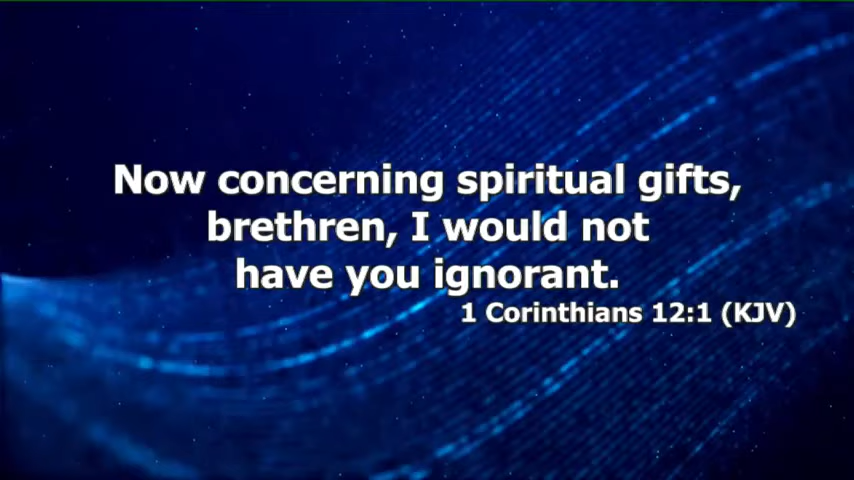 Now concerning spiritual gifts,
brethren, I would not
have you ignorant.
1 Corinthians 12:1 (KJV)